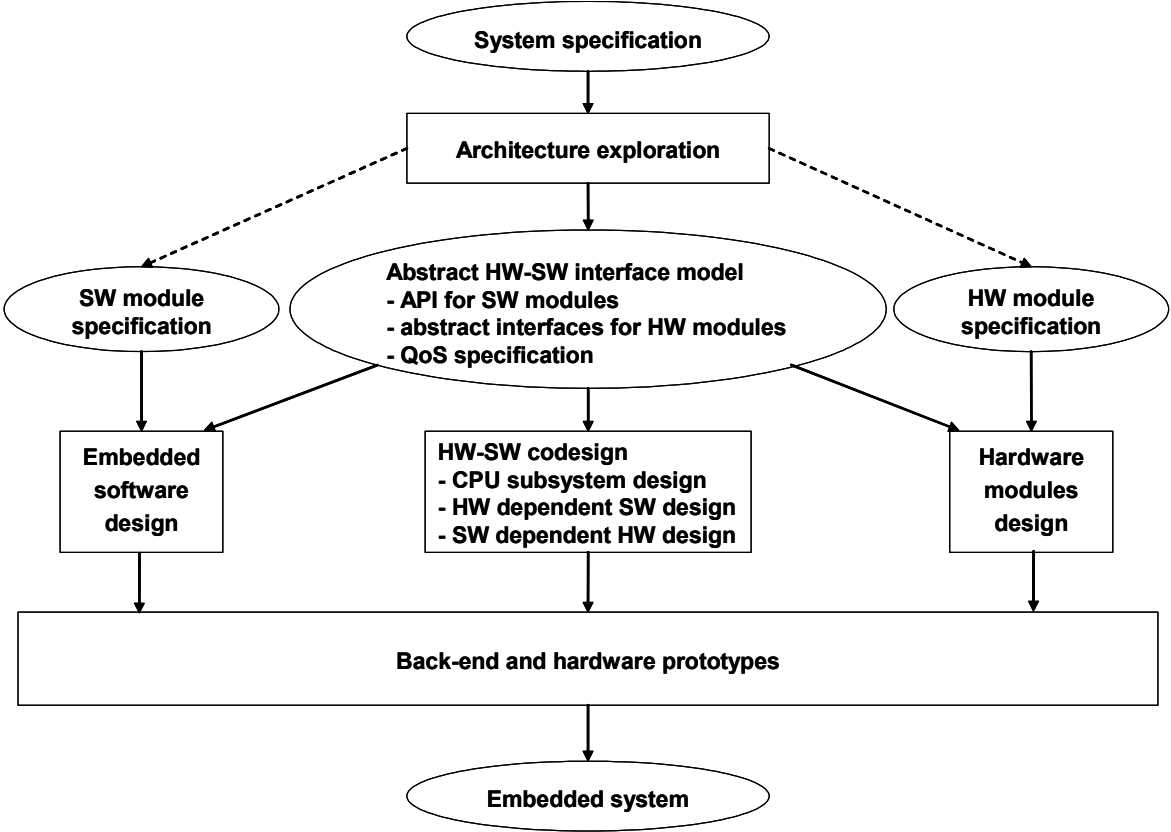 System specification
Architecture exploration
SW module
specification
Abstract HW-SW interface model
- API for SW modules
- abstract interfaces for HW modules
- QoS specification
HW module
specification
Embedded
software
design
HW-SW codesign
- CPU subsystem design
- HW dependent SW design
- SW dependent HW design
Hardware
modules
design
Back-end and hardware prototypes
Embedded system